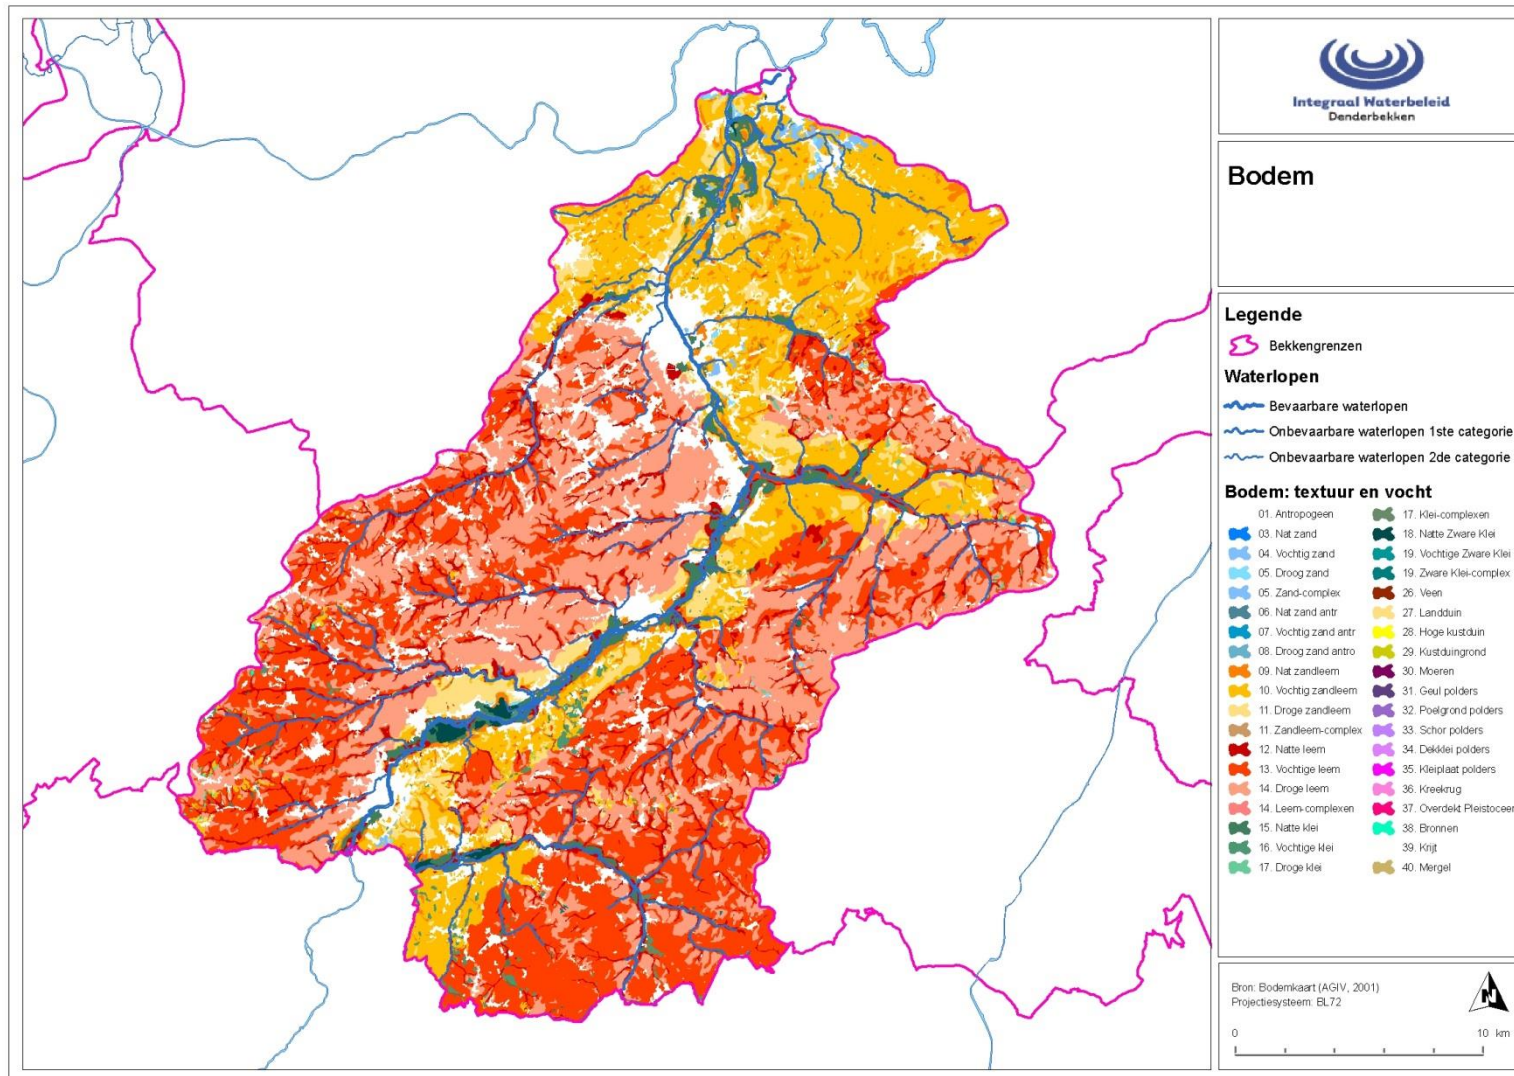 Integraal Waterbeleid
Denderbekken
Bodem
Legende
Bekkengrenzen
Waterlopen
Bevaarbare waterlopen
Onbevaarbare waterlopen 1ste categorie
Onbevaarbare waterlopen 2de categorie
Bodem: textuur en vocht
01. Antropogeen
03. Nat zand
04. Vochtig zand
05. Droog zand
05. Zand-complex
06. Nat zand antr
07. Vochtig zand antr
08. Droog zand antro
09. Nat zandleem
10. Vochtig zandleem
11. Droge zandleem
11. Zandleem-complex
12. Natte leem
13. Vochtige leem
14. Droge leem
14. Leem-complexen
15. Natte klei
16. Vochtige klei
17. Droge klei
17. Klei-complexen
18. Natte Zware Klei
19. Vochtige Zware Klei
19. Zware Klei-complex
26. Veen
27. Landduin
28. Hoge kustduin
29. Kustduingrond
30. Moeren
31. Geul polders
32. Poelgrond polders
33. Schor polders
34. Dekklei polders
35. Kleiplaat polders
36. Kreekrug
37. Overdekt Pleistoceen
38. Bronnen
39. Krijt
40. Mergel
Bron: Bodemkaart (AGIV, 2001)
Projectiesysteem: BL72
N
0 10 km